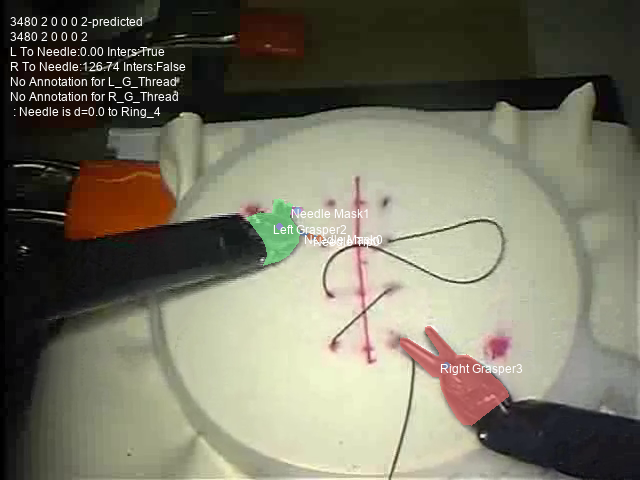 3480 2 0 0 0 2-predicted
3480 2 0 0 0 2
L To Needle:0.00 Inters:True
R To Needle:126.74 Inters:False
No Annotation for L_G_Thread
No Annotation for R_G_Thread
: Needle is d=0.0 to Ring_4
Needle Mask1
Left Grasper2
Needle Mask0
Right Grasper3